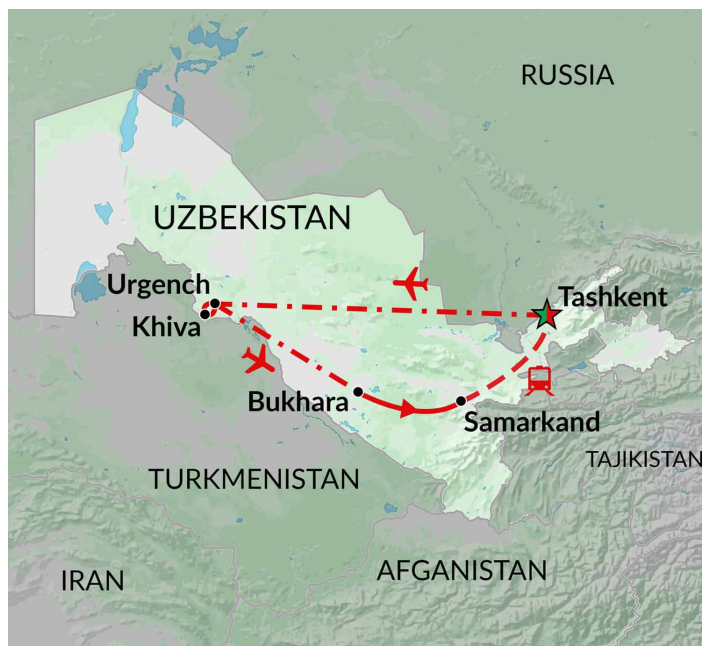 RUSSIA
UZBEKISTAN
Urgench
Tashkent
Khiva
Bukhara
Samarkand
TAJIKISTAN
TURKMENISTAN
AFGANISTAN
IRAN